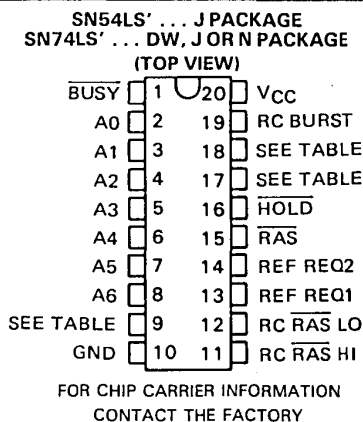 SN54LS' ... J PACKAGE
SN74LS' ... DW, J OR N PACKAGE
(TOP VIEW)
BUSY 1 20 VCC
A0 2 19 RC BURST
A1 3 18 SEE TABLE
A2 4 17 SEE TABLE
A3 5 16 HOLD
A4 6 15 RAS
A5 7 14 REF REQ2
A6 8 13 REF REQ1
SEE TABLE 9 12 RC RAS LO
GND 10 11 RC RAS HI
FOR CHIP CARRIER INFORMATION
CONTACT THE FACTORY